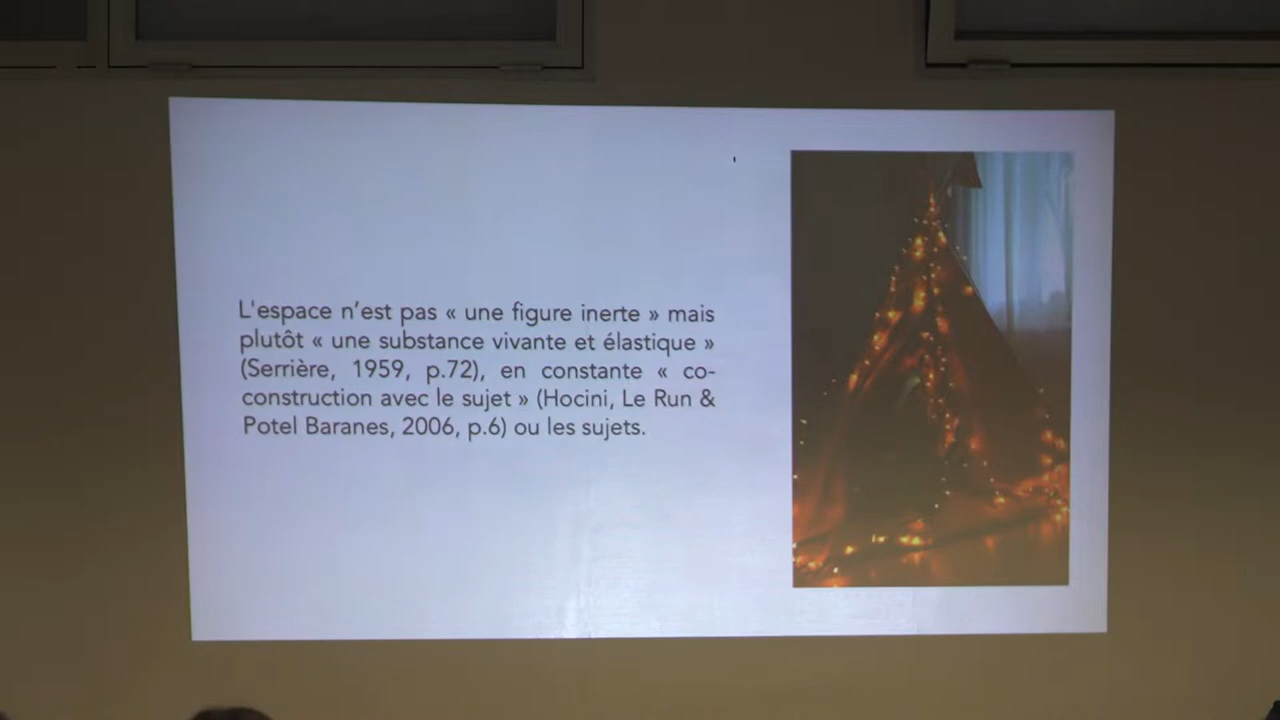 L'espace n’est pas « une figure inerte » mais
plutôt « une substance vivante et élastique »
(Serrière, 1959, p.72), en constante « co-
construction avec le sujet » (Hocini, Le Run &
Potel Baranes, 2006, p.6) ou les sujets.